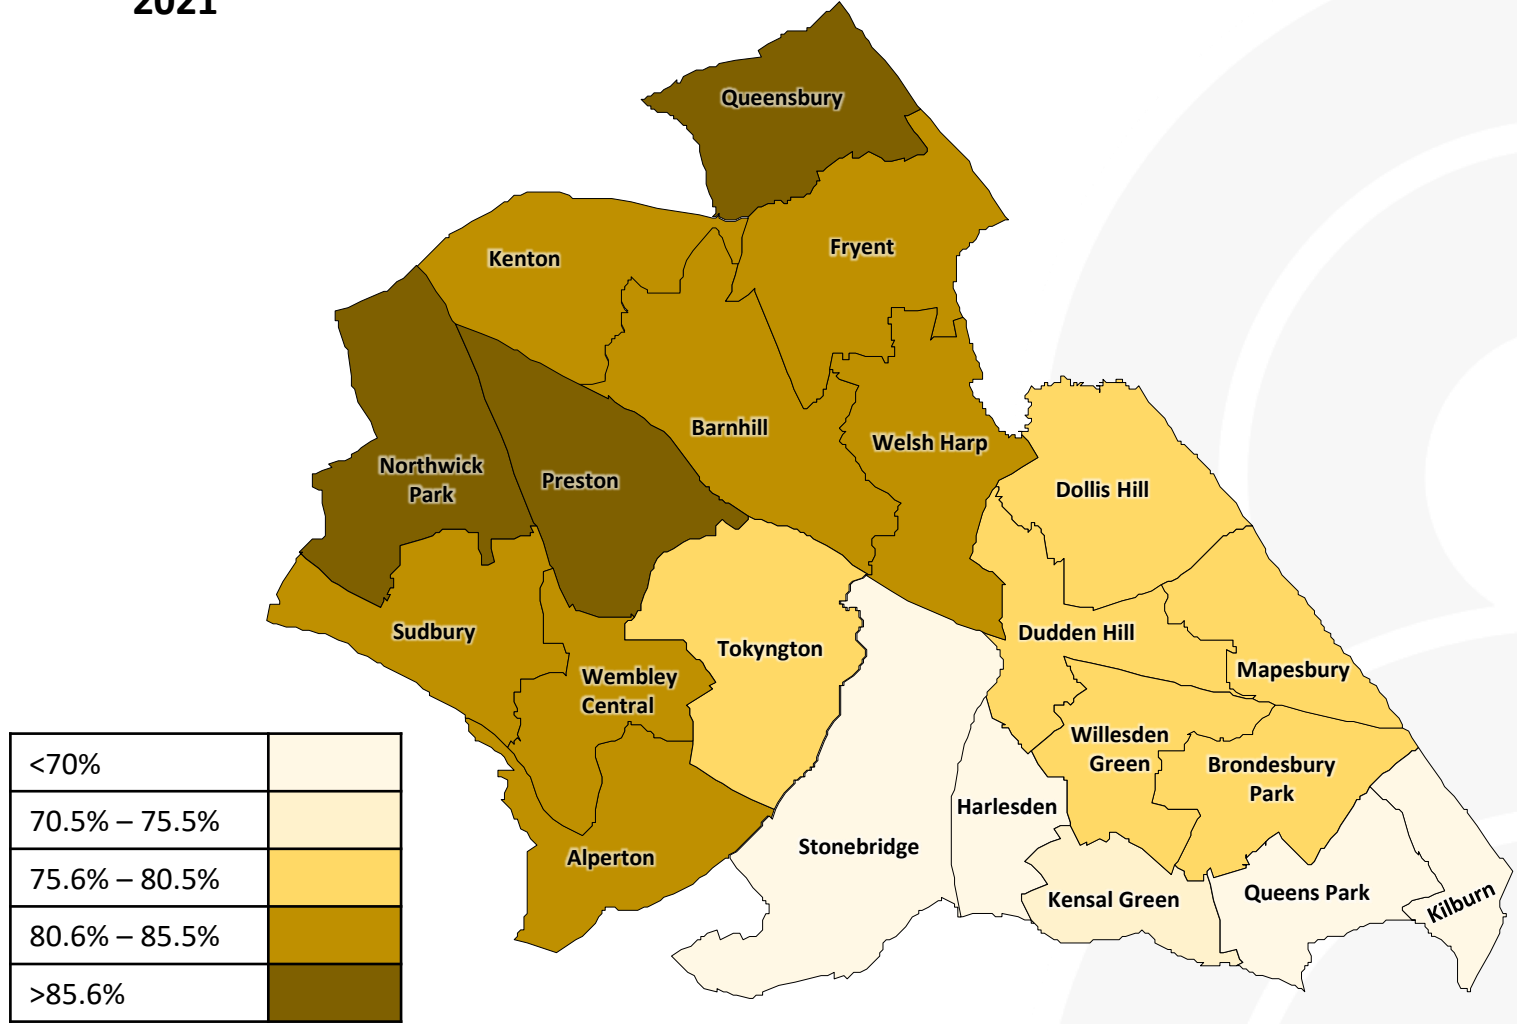 2021
Queensbury
Kenton
Fryent
Barnhill
Welsh Harp
Northwick
Park
Preston
Dollis Hill
Sudbury
Tokyngton
Dudden Hill
Wembley
Central
Mapesbury
Willesden
Green
Brondesbury
Park
Harlesden
Stonebridge
Alperton
Kensal Green
Queens Park
Kilburn
<70%
70.5% – 75.5%
75.6% – 80.5%
80.6% – 85.5%
>85.6%